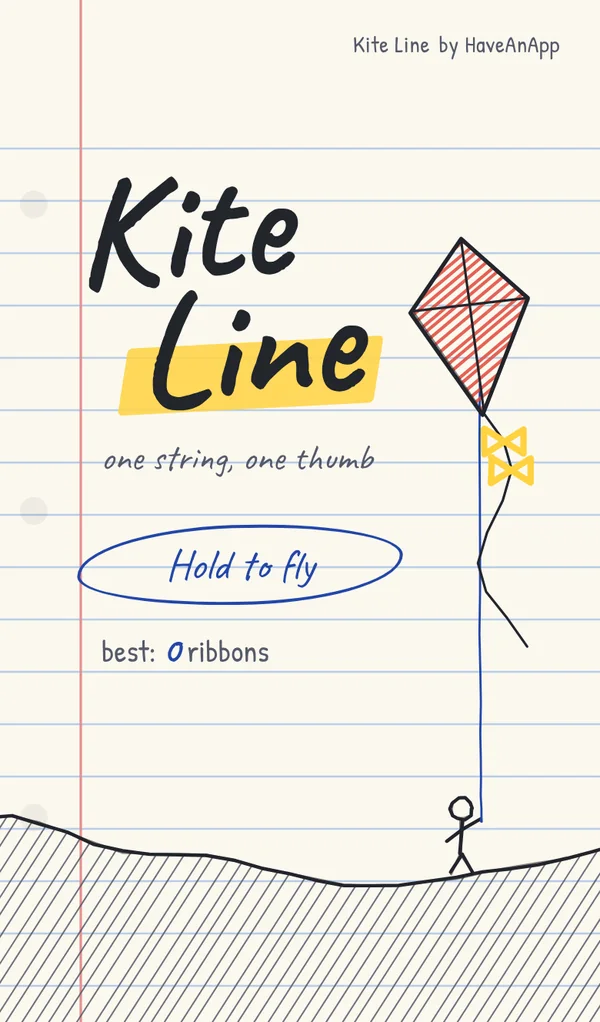 Kite Line by HaveAnApp
Kite
Line
one string, one thumb
Hold to fly
best: 0 ribbons